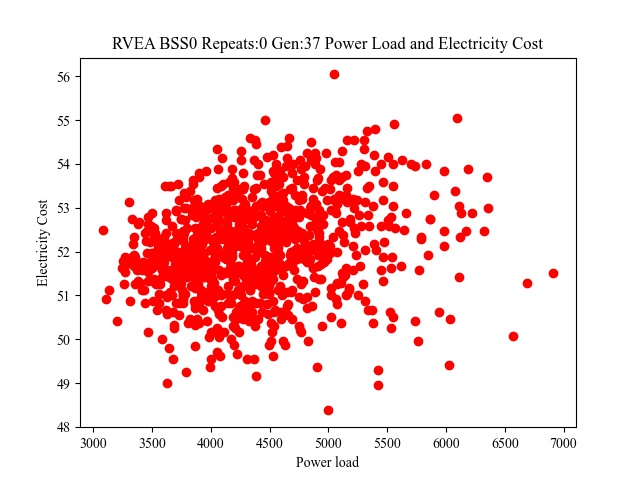 RVEA BSS0 Repeats:0 Gen:37 Power Load and Electricity Cost
56
55
54
53
52
51
50
49
48
Electricity Cost
3000 3500 4000 4500 5000 5500 6000 6500 7000
Power load